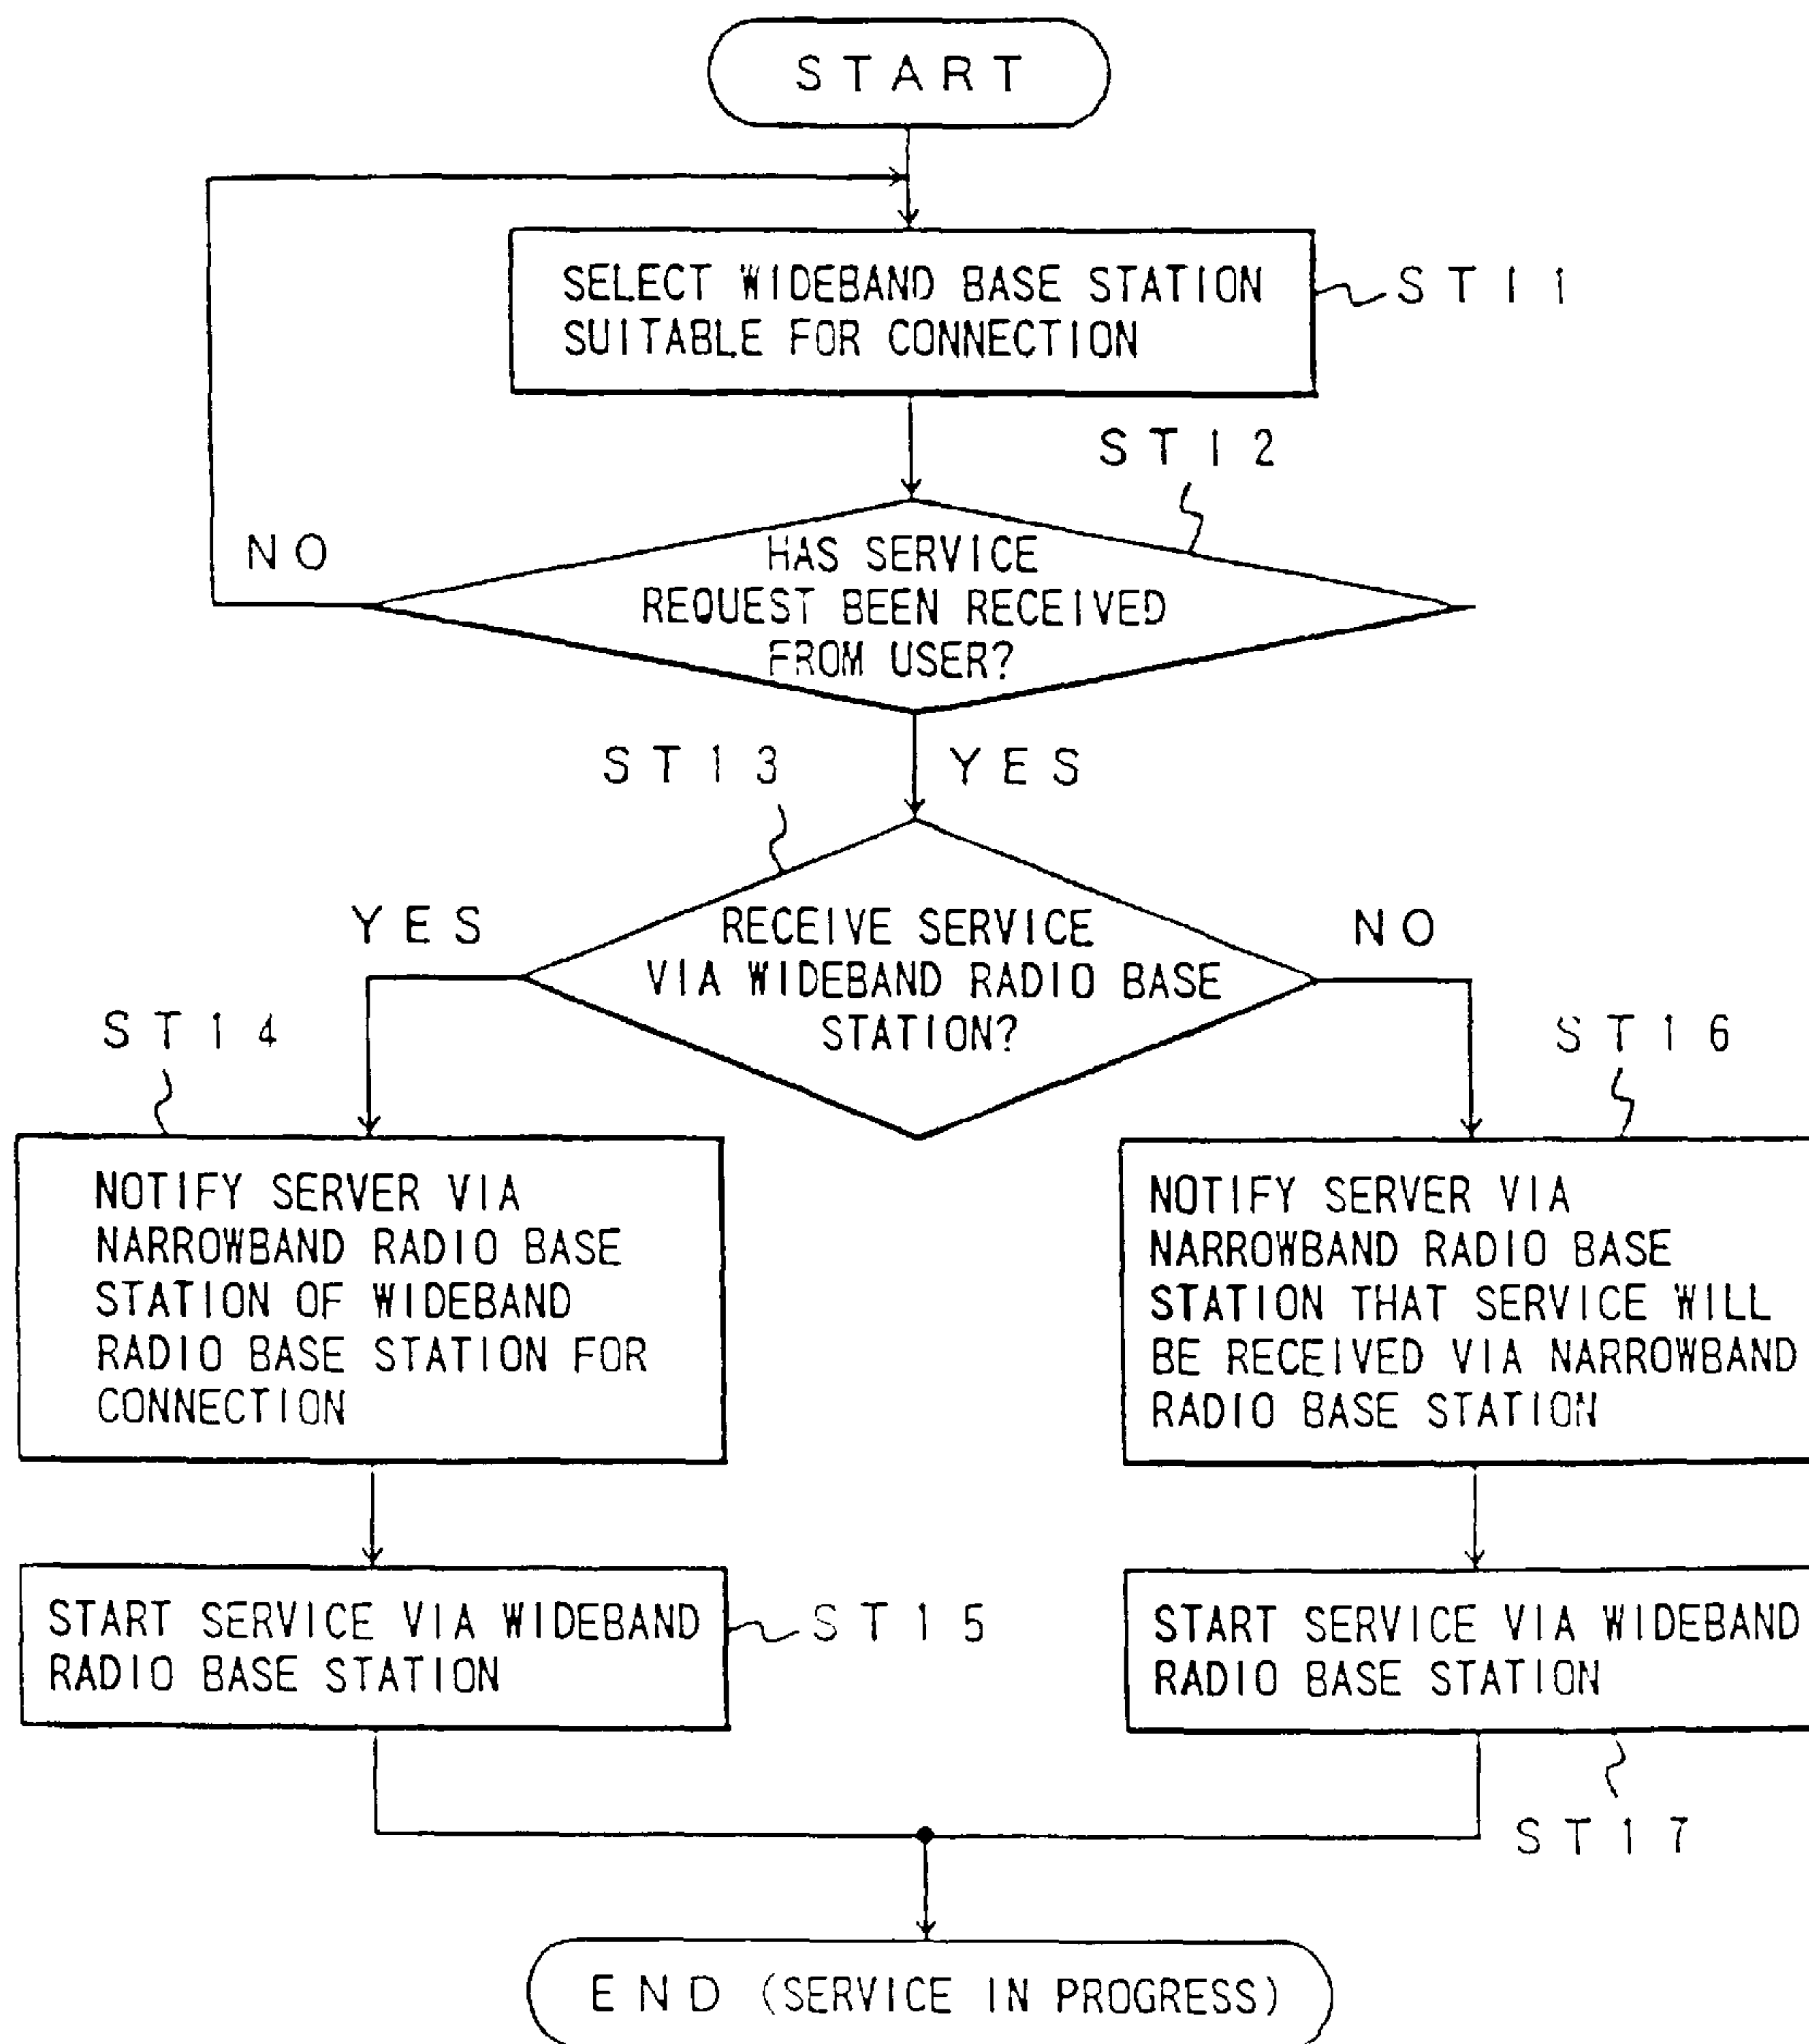 START
SELECT WIDEBAND BASE STATION
SUITABLE FOR CONNECTION
ST11
ST12
NO
HAS SERVICE
REQUEST BEEN RECEIVED
FROM USER?
ST13
YES
YES
RECEIVE SERVICE
VIA WIDEBAND RADIO BASE
STATION?
NO
ST14
NOTIFY SERVER VIA
NARROWBAND RADIO BASE
STATION OF WIDEBAND
RADIO BASE STATION FOR
CONNECTION
ST16
NOTIFY SERVER VIA
NARROWBAND RADIO BASE
STATION THAT SERVICE WILL
BE RECEIVED VIA NARROWBAND
RADIO BASE STATION
START SERVICE VIA WIDEBAND
RADIO BASE STATION
ST15
START SERVICE VIA WIDEBAND
RADIO BASE STATION
ST17
END (SERVICE IN PROGRESS)